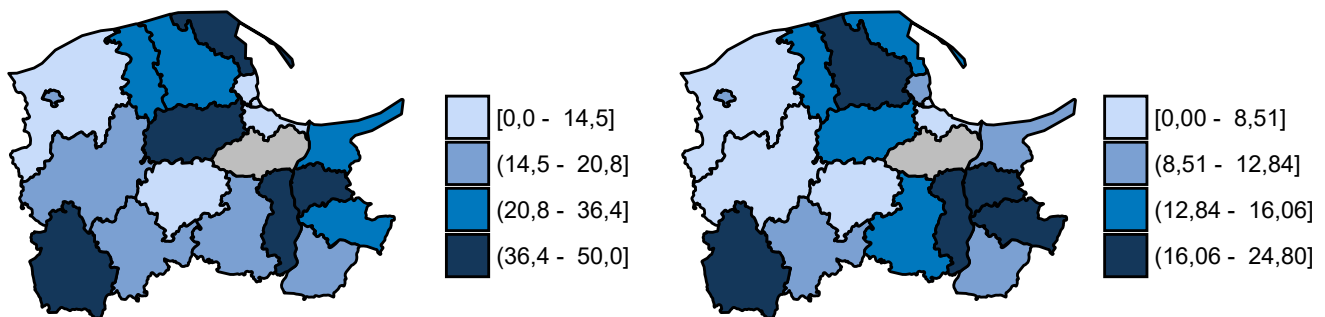 [0,0 - 14,5]
(14,5 - 20,8]
(20,8 - 36,4]
(36,4 - 50,0]
[0,00 - 8,51]
(8,51 - 12,84]
(12,84 - 16,06]
(16,06 - 24,80]